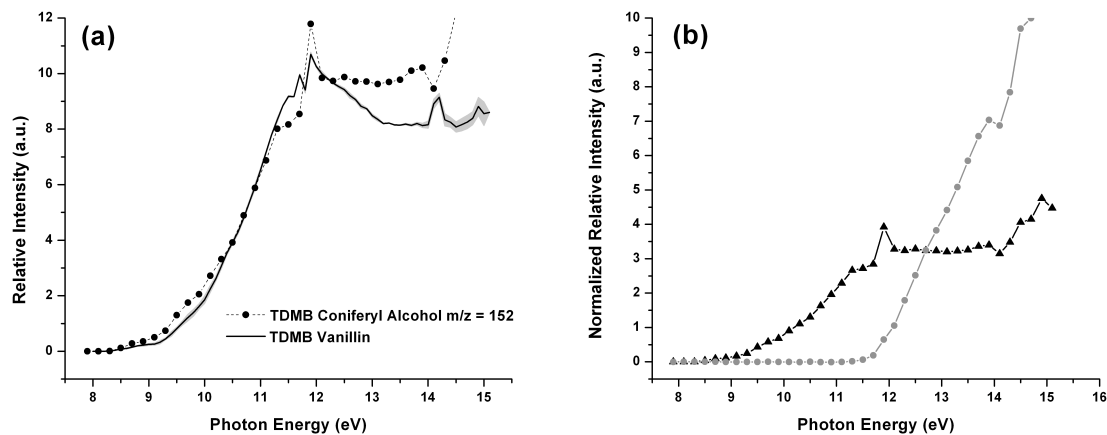 (a)
Relative Intensity (a.u.)
12
10
8
6
4
2
0
TDMB Coniferyl Alcohol m/z = 152
TDMB Vanillin
8 9 10 11 12 13 14 15
Photon Energy (eV)
(b)
Normalized Relative Intensity (a.u.)
10
9
8
7
6
5
4
3
2
1
0
8 9 10 11 12 13 14 15 16
Photon Energy (eV)